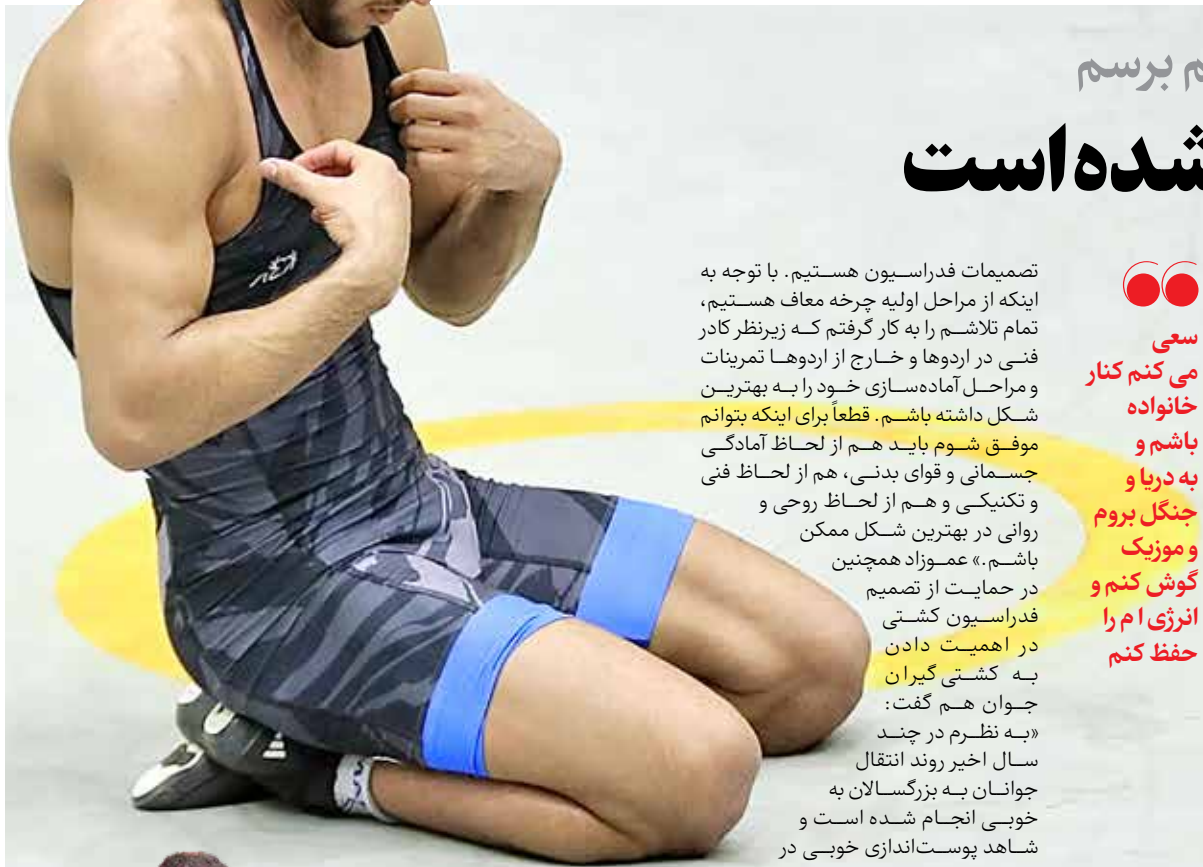 م برسم
شده‌است
سعی
می کنم کنار
خانواده
باشم و
به دریا و
جنگل بروم
و موزیک
گوش کنم و
انرژی ا م را
حفظ کنم
تصمیمات فدراسیون هستیم. با توجه به
اینکه از مراحل اولیه چرخه معاف هستیم،
تمام تلاشم را به کار گرفتم که زیرنظر کادر
فنی در اردوها و خارج از اردوها تمرینات
و مراحل آماده‌سازی خود را به بهترین
شکل داشته باشم. قطعاً برای اینکه بتوانم
موفق شوم باید هم از لحاظ آمادگی
جسمانی و قوای بدنی، هم از لحاظ فنی
و تکنیکی و هم از لحاظ روحی و
روانی در بهترین شکل ممکن
باشم.» عموزاد همچنین
در حمایت از تصمیم
فدراسیون کشتی
در اهمیت دادن
به کشتی گیران
جوان هم گفت:
«به نظرم در چند
سال اخیر روند انتقال
جوانان به بزرگسالان به
خوبی انجام شده است و
شاهد پوست‌اندازی خوبی در